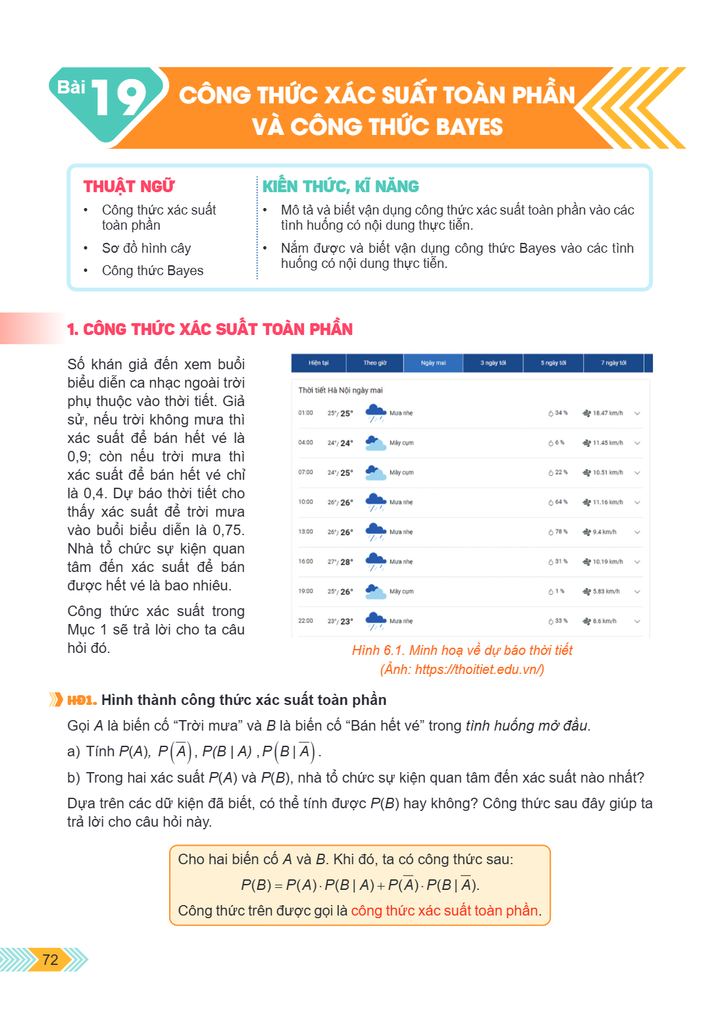 Bài
19
CÔNG THỨC XÁC SUẤT TOÀN PHẦN
VÀ CÔNG THỨC BAYES
THUẬT NGỮ
• Công thức xác suất
toàn phần
• Sơ đồ hình cây
• Công thức Bayes
KIẾN THỨC, KĨ NĂNG
• Mô tả và biết vận dụng công thức xác suất toàn phần vào các
tình huống có nội dung thực tiễn.
• Nắm được và biết vận dụng công thức Bayes vào các tình
huống có nội dung thực tiễn.
1. CÔNG THỨC XÁC SUẤT TOÀN PHẦN
Số khán giả đến xem buổi
biểu diễn ca nhạc ngoài trời
phụ thuộc vào thời tiết. Giả
sử, nếu trời không mưa thì
xác suất để bán hết vé là
0,9; còn nếu trời mưa thì
xác suất để bán hết vé chỉ
là 0,4. Dự báo thời tiết cho
thấy xác suất để trời mưa
vào buổi biểu diễn là 0,75.
Nhà tổ chức sự kiện quan
tâm đến xác suất để bán
được hết vé là bao nhiêu.
Công thức xác suất trong
Mục 1 sẽ trả lời cho ta câu
hỏi đó.
Hiện tại Theo giờ Ngày mai 3 ngày tới 5 ngày tới 7 ngày tới
Thời tiết Hà Nội ngày mai
01:00 25°/ 25° Mưa nhẹ 34 % 18.47 km/h
04:00 24°/ 24° Mây cụm 6 % 11.45 km/h
07:00 24°/ 25° Mây cụm 22 % 10.51 km/h
10:00 26°/ 26° Mưa nhẹ 64 % 11.16 km/h
13:00 26°/ 26° Mưa nhẹ 78 % 9.4 km/h
16:00 27°/ 28° Mưa nhẹ 31 % 10.19 km/h
19:00 25°/ 26° Mây cụm 1 % 5.83 km/h
22:00 23°/ 23° Mưa nhẹ 33 % 8.6 km/h
Hình 6.1. Minh hoạ về dự báo thời tiết
(Ảnh: https://thoitiet.edu.vn/)
HĐ1. Hình thành công thức xác suất toàn phần
Gọi A là biến cố “Trời mưa” và B là biến cố “Bán hết vé” trong tình huống mở đầu.
a) Tính P(A), P(A̅), P(B | A), P(B | A̅).
b) Trong hai xác suất P(A) và P(B), nhà tổ chức sự kiện quan tâm đến xác suất nào nhất?
Dựa trên các dữ kiện đã biết, có thể tính được P(B) hay không? Công thức sau đây giúp ta
trả lời cho câu hỏi này.
Cho hai biến cố A và B. Khi đó, ta có công thức sau:
P(B) = P(A) · P(B | A) + P(A̅) · P(B | A̅).
Công thức trên được gọi là công thức xác suất toàn phần.
72